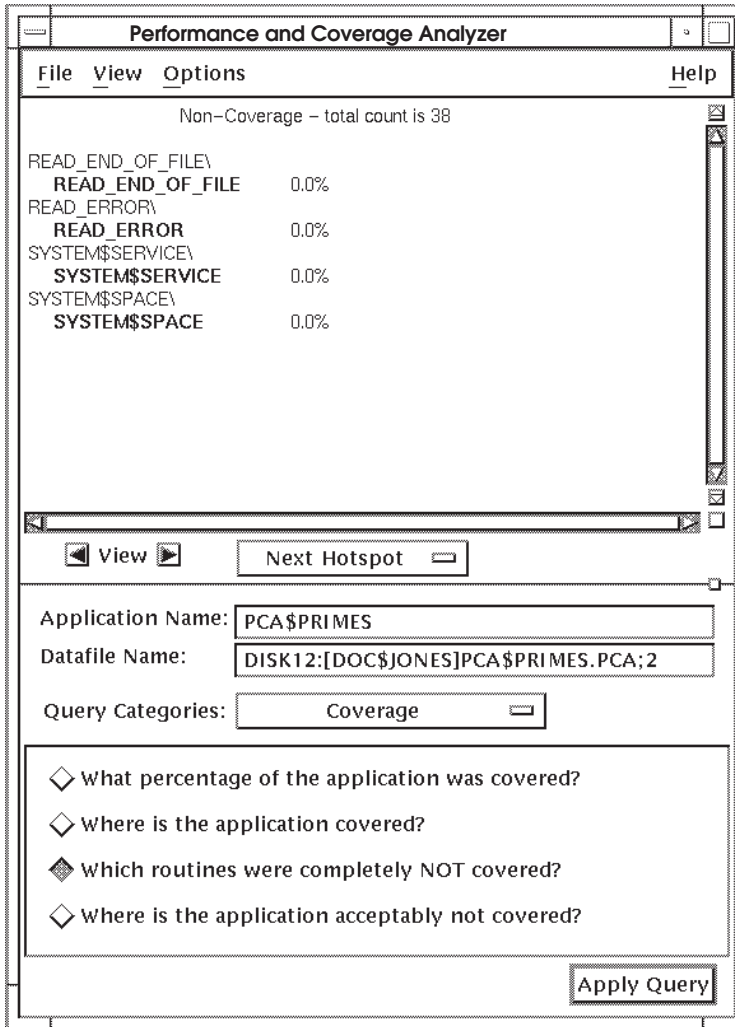 Performance and Coverage Analyzer
File View Options Help
Non-Coverage - total count is 38
READ_END_OF_FILE\
READ_END_OF_FILE 0.0%
READ_ERROR\
READ_ERROR 0.0%
SYSTEM$SERVICE\
SYSTEM$SERVICE 0.0%
SYSTEM$SPACE\
SYSTEM$SPACE 0.0%
View Next Hotspot
Application Name: PCA$PRIMES
Datafile Name: DISK12:[DOC$JONES]PCA$PRIMES.PCA;2
Query Categories: Coverage
What percentage of the application was covered?
Where is the application covered?
Which routines were completely NOT covered?
Where is the application acceptably not covered?
Apply Query